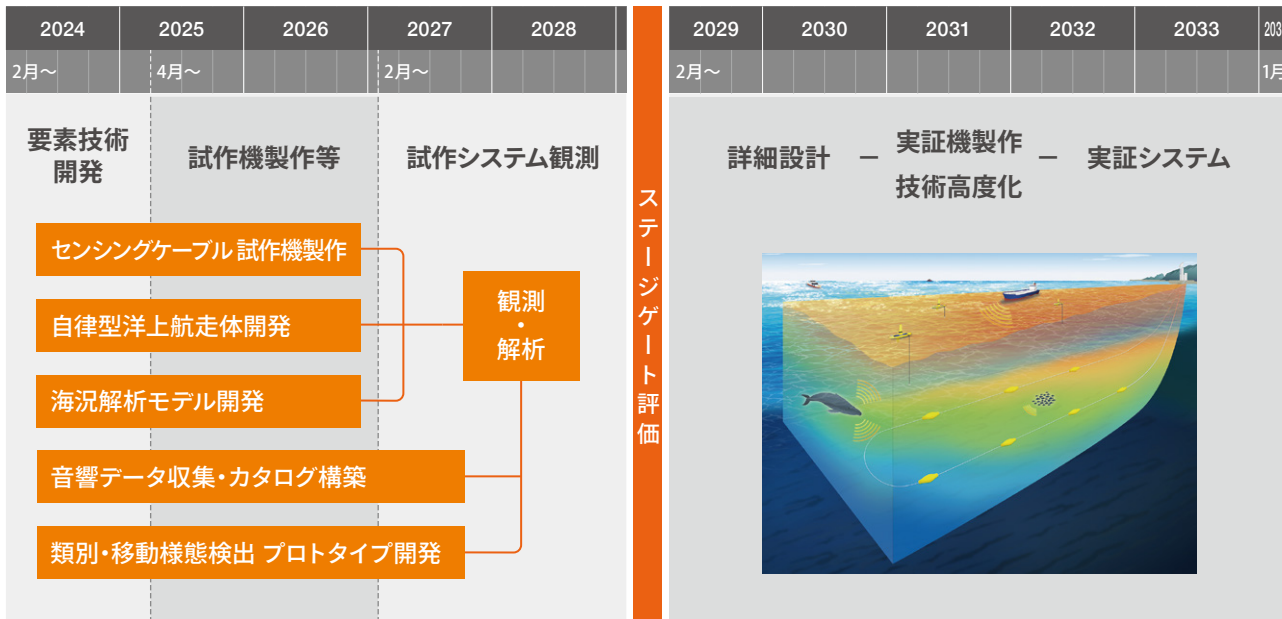 2024 2025 2026 2027 2028
2月～ 4月～ 2月～
要素技術
開発
試作機製作等
試作システム観測
センシングケーブル 試作機製作
自律型洋上航走体開発
海況解析モデル開発
音響データ収集・カタログ構築
類別・移動様態検出 プロトタイプ開発
観測
・
解析
ステージゲート評価
2029 2030 2031 2032 2033 203
2月～ 1月
詳細設計 － 実証機製作 － 実証システム
技術高度化